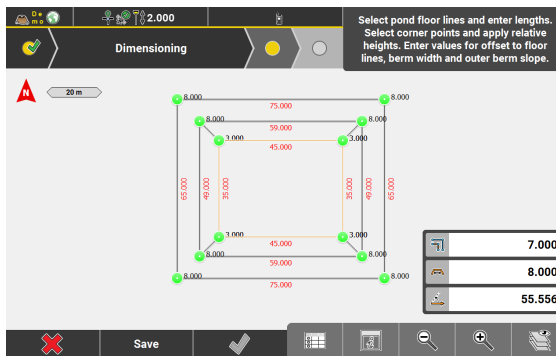 De
mo
2.000
Select pond floor lines and enter lengths.
Select corner points and apply relative
heights. Enter values for offset to floor
lines, berm width and outer berm slope.
Dimensioning
N
20 m
8.000
8.000
75.000
8.000
8.000
59.000
3.000
3.000
45.000
65.000
49.000
35.000
35.000
49.000
65.000
3.000
3.000
45.000
8.000
8.000
59.000
8.000
8.000
75.000
7.000
8.000
55.556
Save